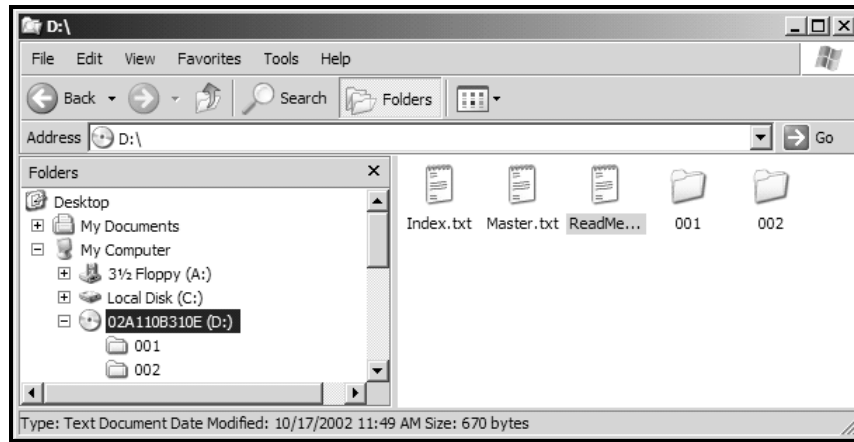 D:\
File Edit View Favorites Tools Help
Back Search Folders
Address D:\ Go
Folders
Desktop
My Documents
My Computer
3½ Floppy (A:)
Local Disk (C:)
02A110B310E (D:)
001
002
Index.txt Master.txt ReadMe... 001 002
Type: Text Document Date Modified: 10/17/2002 11:49 AM Size: 670 bytes